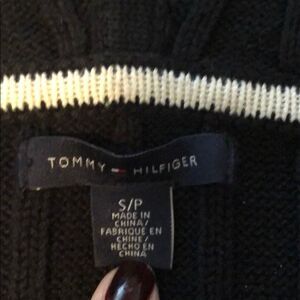 TOMMY HILFIGER
S/P
MADE IN
CHINA/
FABRIQUÉ EN
CHINE/
HECHO EN
CHINA